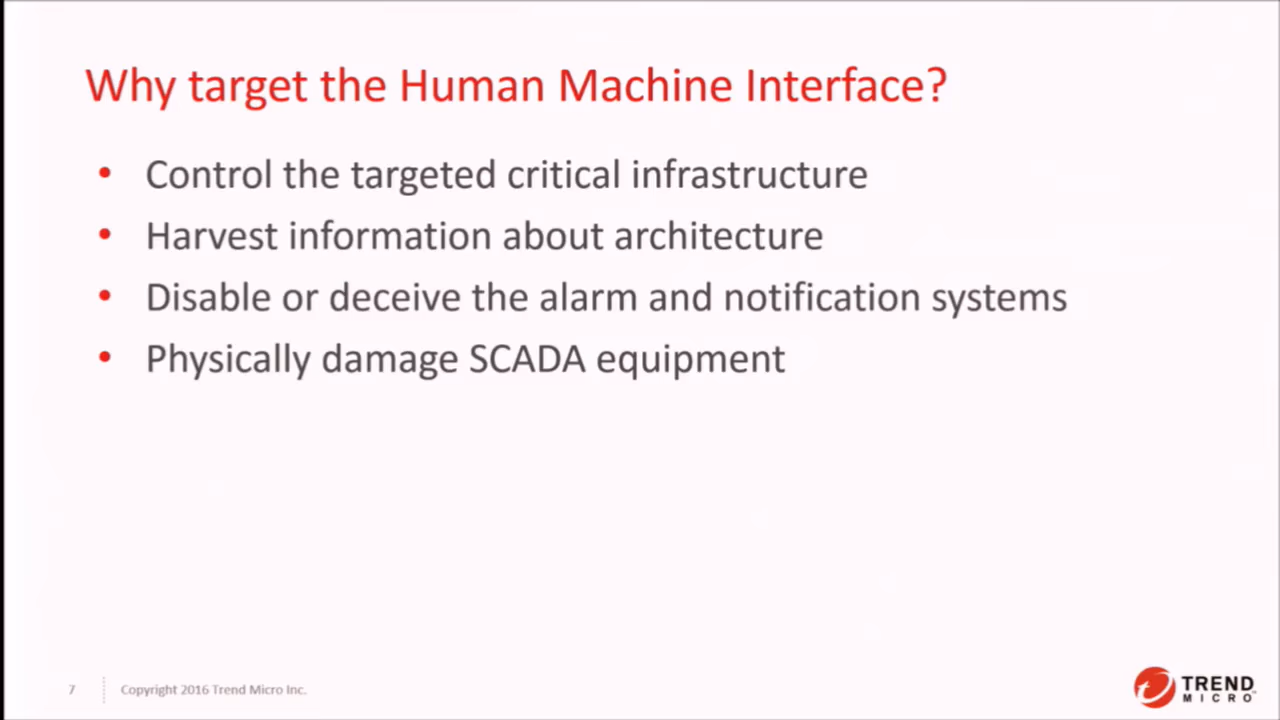 Why target the Human Machine Interface?
• Control the targeted critical infrastructure
• Harvest information about architecture
• Disable or deceive the alarm and notification systems
• Physically damage SCADA equipment
7 Copyright 2016 Trend Micro Inc.
TREND
MICRO™